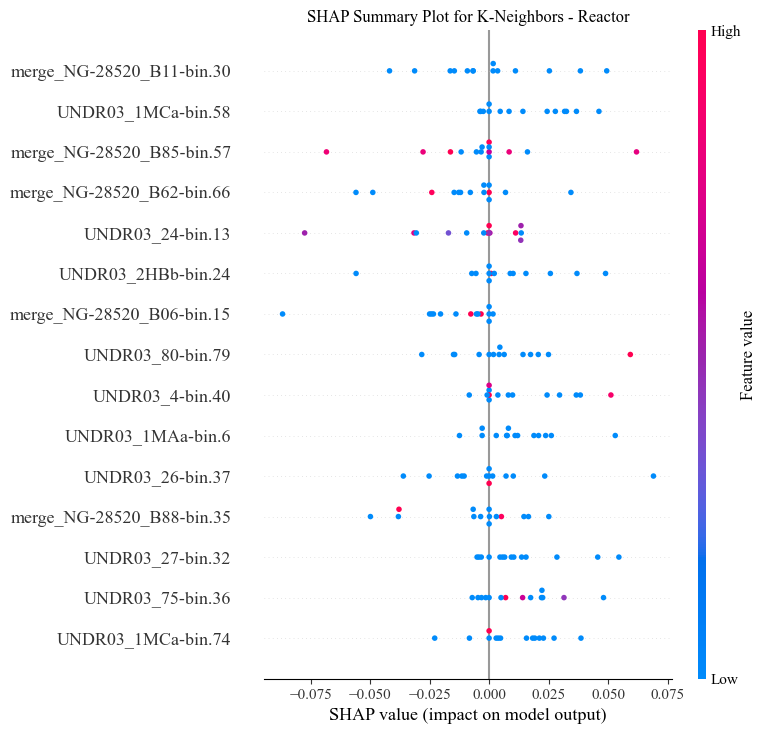 SHAP Summary Plot for K-Neighbors - Reactor
High
merge_NG-28520_B11-bin.30
UNDR03_1MCa-bin.58
merge_NG-28520_B85-bin.57
merge_NG-28520_B62-bin.66
UNDR03_24-bin.13
UNDR03_2HBb-bin.24
merge_NG-28520_B06-bin.15
UNDR03_80-bin.79
Feature value
UNDR03_4-bin.40
UNDR03_1MAa-bin.6
UNDR03_26-bin.37
merge_NG-28520_B88-bin.35
UNDR03_27-bin.32
UNDR03_75-bin.36
UNDR03_1MCa-bin.74
Low
−0.075 −0.050 −0.025 0.000 0.025 0.050 0.075
SHAP value (impact on model output)